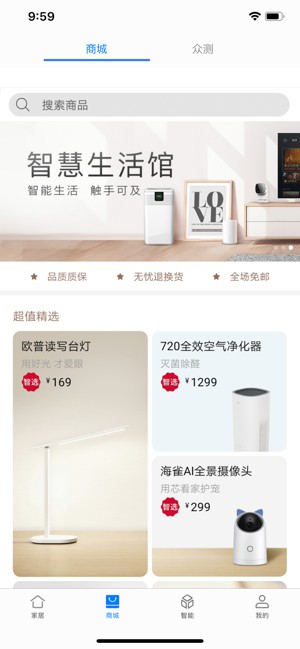 9:59
商城
众测
搜索商品
智慧生活馆
智能生活 触手可及
LOVE
品质质保
无忧退换货
全场免邮
超值精选
欧普读写台灯
用好光 才爱眼
智选 ¥169
720全效空气净化器
灭菌除醛
智选 ¥1299
海雀AI全景摄像头
用芯看家护宠
智选 ¥299
家居
商城
智能
我的